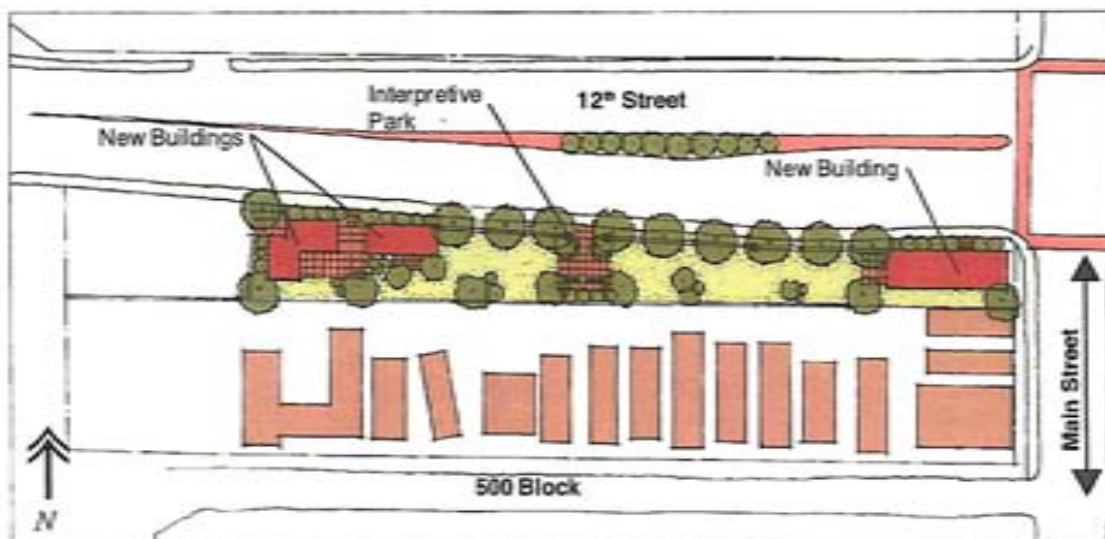 Interpretive
Park
12th Street
New Buildings
New Building
Main Street
500 Block
N